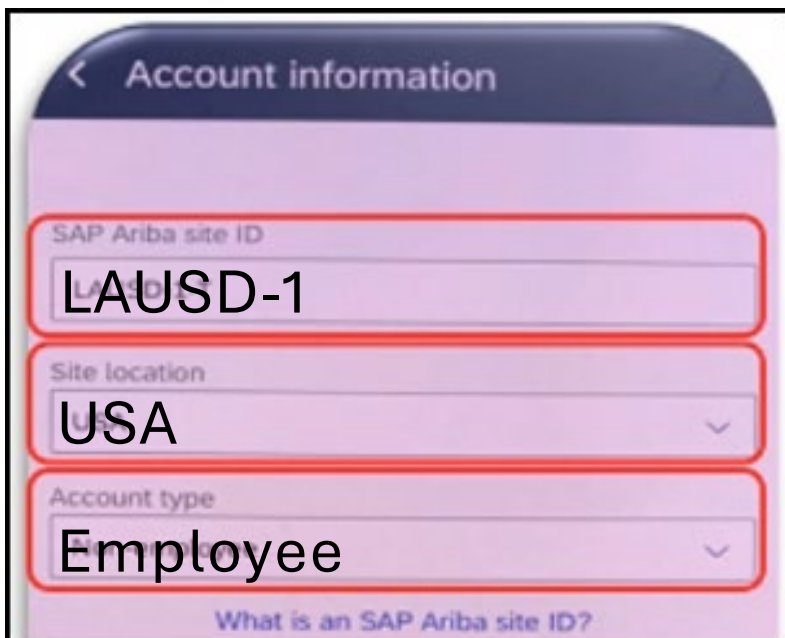 Account information
SAP Ariba site ID
LAUSD-1
Site location
USA
Account type
Employee
What is an SAP Ariba site ID?